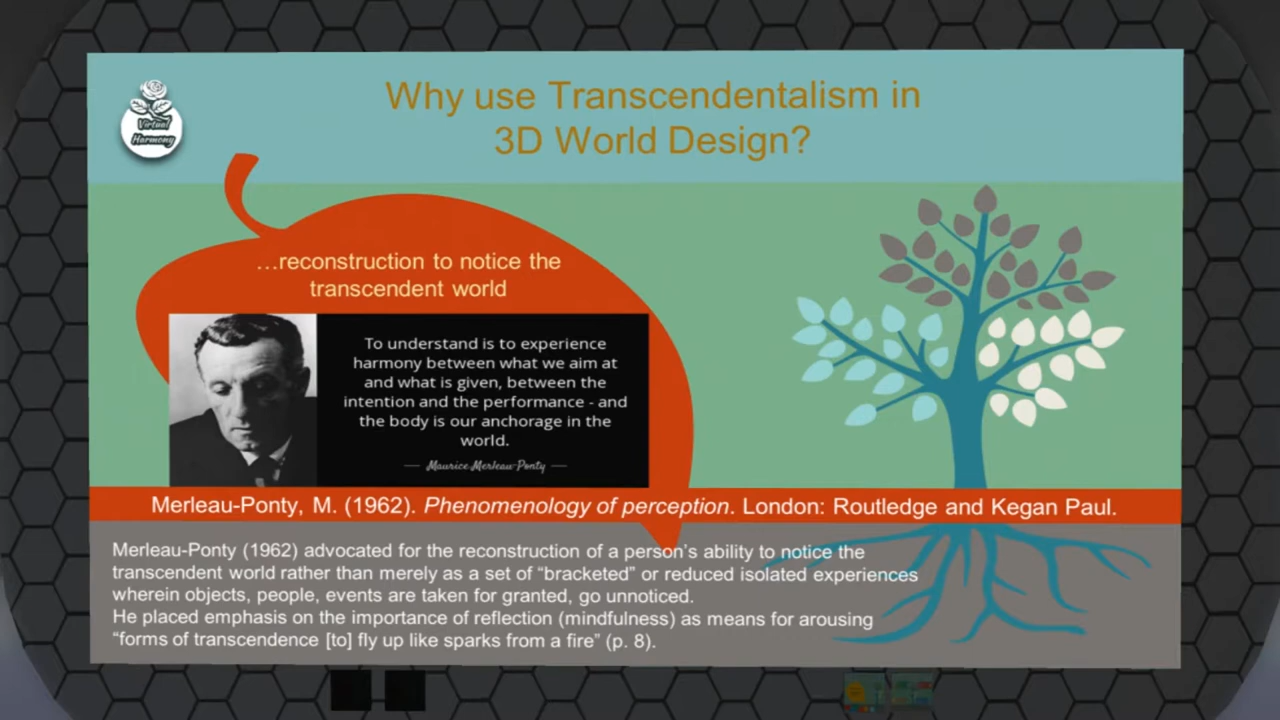 Virtual
Harmony
Why use Transcendentalism in
3D World Design?
…reconstruction to notice the
transcendent world
To understand is to experience
harmony between what we aim at
and what is given, between the
intention and the performance - and
the body is our anchorage in the
world.
Maurice Merleau-Ponty
Merleau-Ponty, M. (1962). Phenomenology of perception. London: Routledge and Kegan Paul.
Merleau-Ponty (1962) advocated for the reconstruction of a person’s ability to notice the
transcendent world rather than merely as a set of “bracketed” or reduced isolated experiences
wherein objects, people, events are taken for granted, go unnoticed.
He placed emphasis on the importance of reflection (mindfulness) as means for arousing
“forms of transcendence [to] fly up like sparks from a fire” (p. 8).